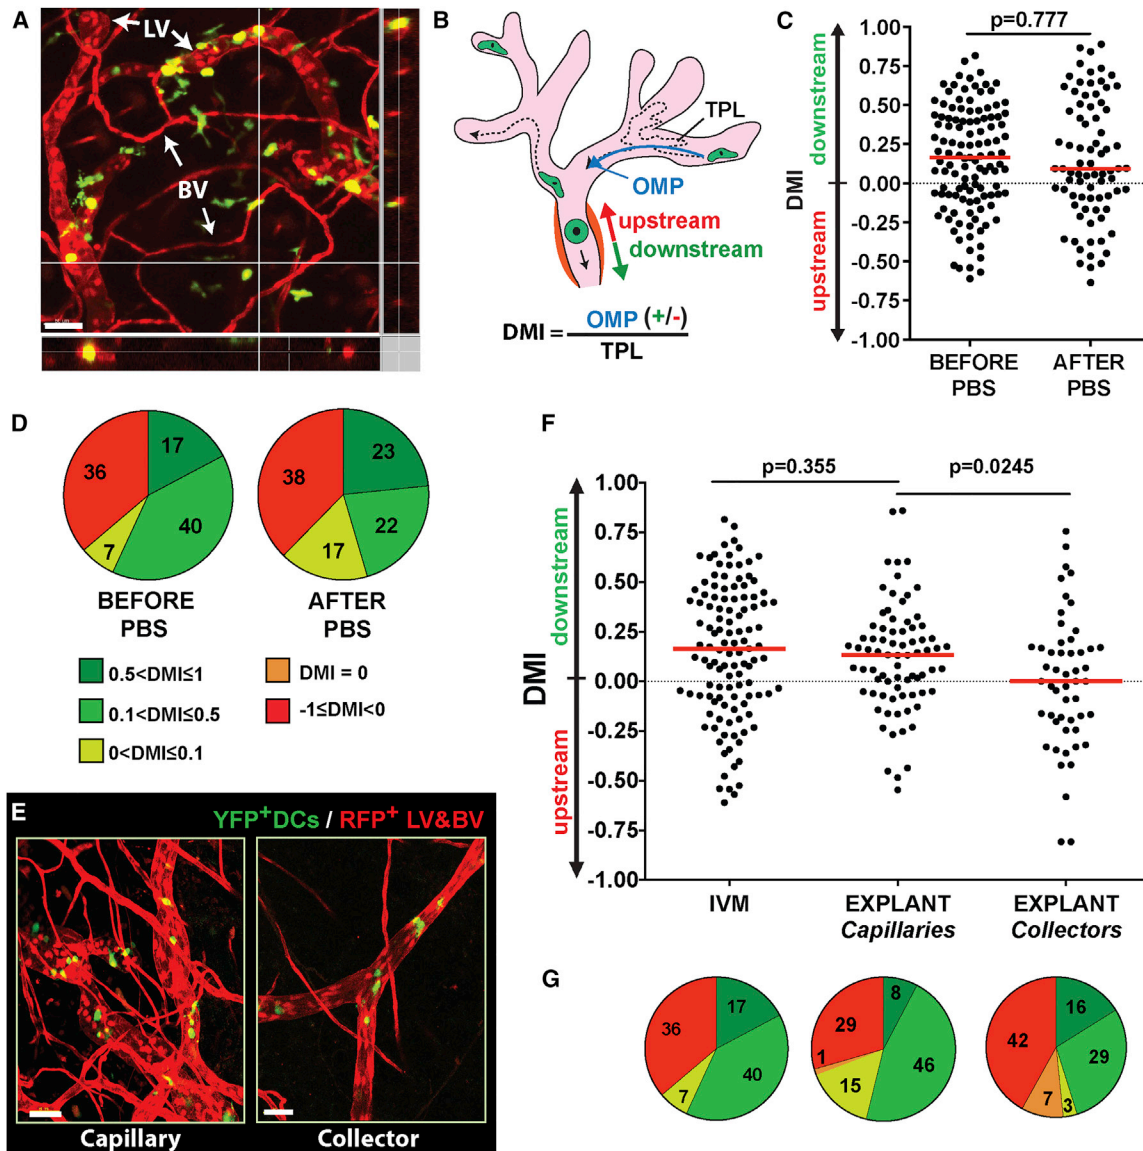 A
LV
BV
B
TPL
OMP
upstream
downstream
DMI = OMP (+/-)
TPL
C
p=0.777
1.00
0.75
0.50
0.25
0.00
-0.25
-0.50
-0.75
-1.00
DMI
downstream
upstream
BEFORE
PBS
AFTER
PBS
D
36
17
7
40
38
23
17
22
BEFORE
PBS
AFTER
PBS
0.5<DMI≤1
0.1<DMI≤0.5
0<DMI≤0.1
DMI = 0
-1≤DMI<0
E
YFP+DCs / RFP+ LV&BV
Capillary
Collector
F
p=0.355
p=0.0245
1.00
0.75
0.50
0.25
0.00
-0.25
-0.50
-0.75
-1.00
DMI
downstream
upstream
IVM
EXPLANT
Capillaries
EXPLANT
Collectors
G
36
17
7
40
29
8
1
15
46
42
16
7
3
29